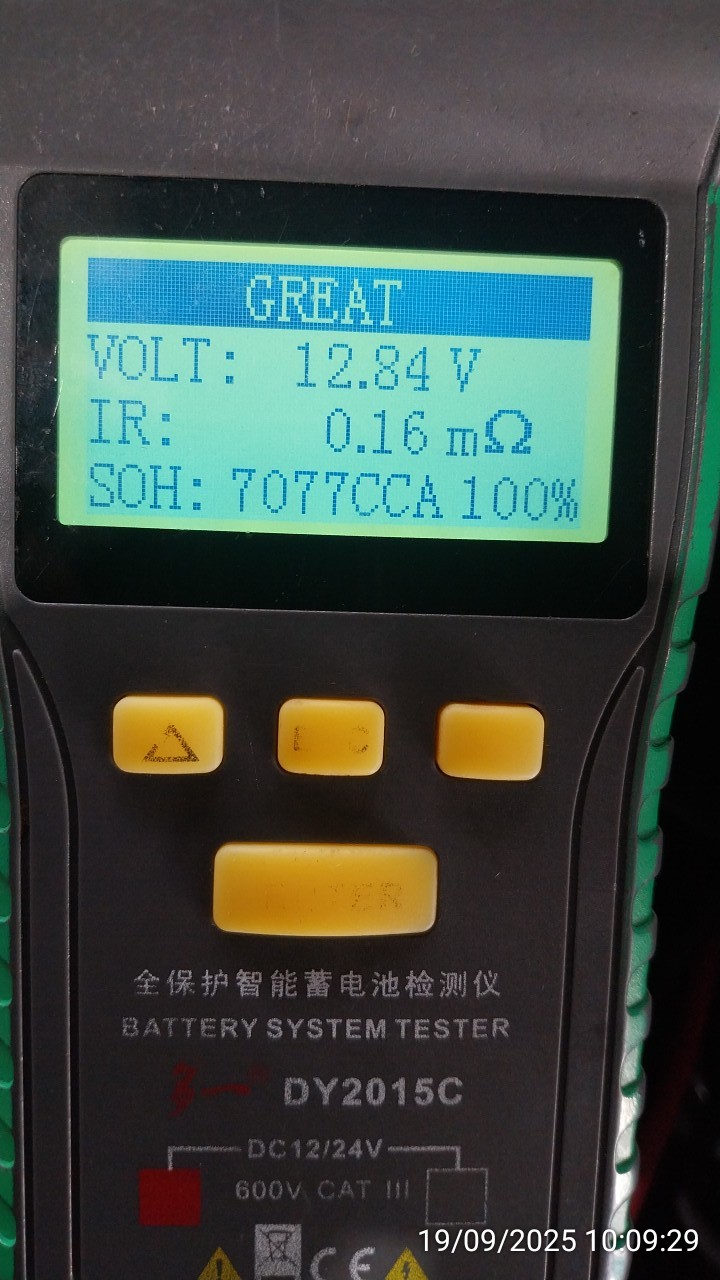 GREAT
VOLT: 12.84 V
IR: 0.16 mΩ
SOH: 7077CCA 100%
全保护智能蓄电池检测仪
BATTERY SYSTEM TESTER
DY2015C
DC12/24V
600V CAT III
CE
19/09/2025 10:09:29